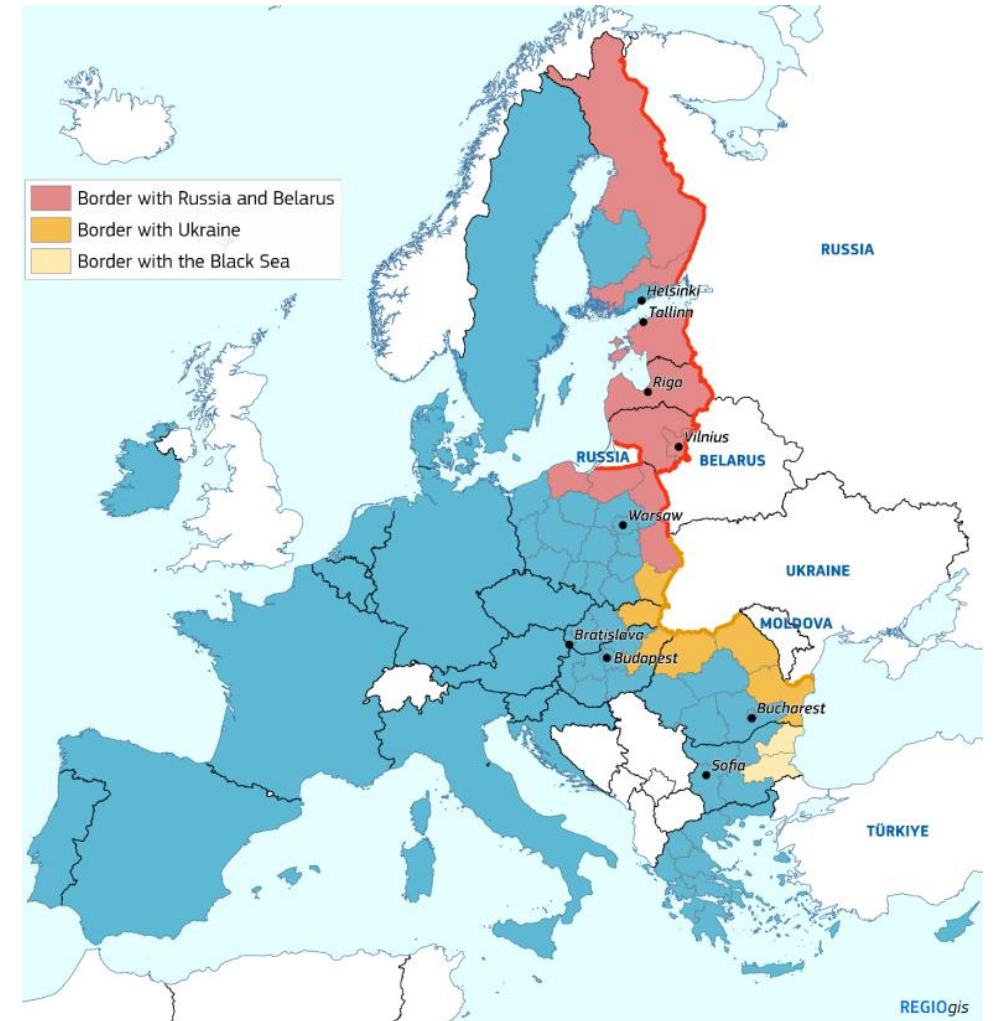 Border with Russia and Belarus
Border with Ukraine
Border with the Black Sea
RUSSIA
Helsinki
Tallinn
Riga
Vilnius
RUSSIA
BELARUS
Warsaw
UKRAINE
MOLDOVA
Bratislava
Budapest
Bucharest
Sofia
TÜRKIYE
REGIOgis